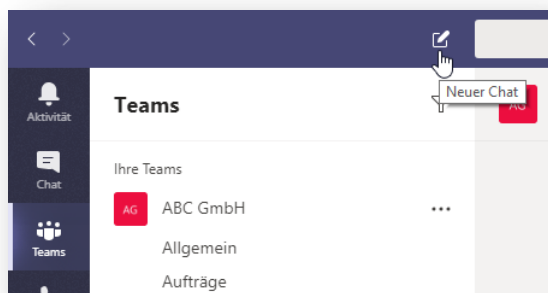 Neuer Chat
Aktivität
Teams
AG
Chat
Ihre Teams
AG ABC GmbH
Teams
Allgemein
Aufträge